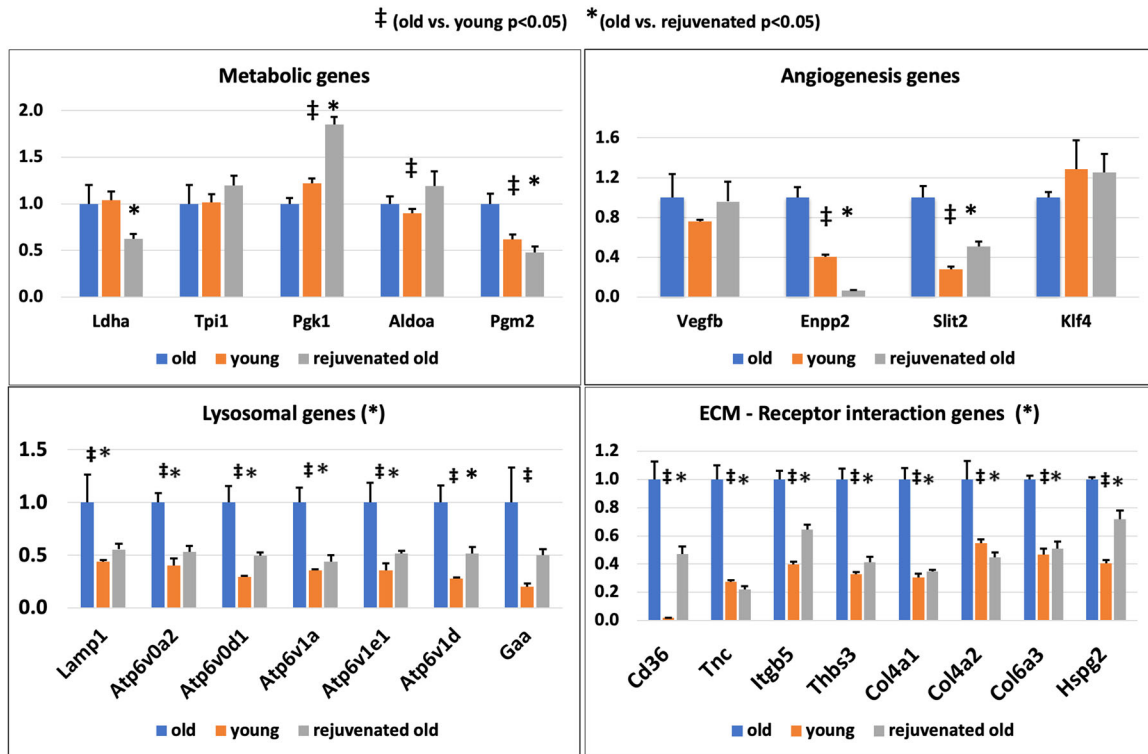 ‡ (old vs. young p<0.05) * (old vs. rejuvenated p<0.05)
Metabolic genes
2.0
1.5
1.0
0.5
0.0
‡ *
*
‡
‡ *
Ldha Tpi1 Pgk1 Aldoa Pgm2
old young rejuvenated old
Angiogenesis genes
1.6
1.2
0.8
0.4
0.0
‡ * ‡ *
Vegfb Enpp2 Slit2 Klf4
old young rejuvenated old
Lysosomal genes (*)
1.5
1.0
0.5
0.0
‡* ‡* ‡* ‡* ‡* ‡ * ‡
Lamp1 Atp6v0a2 Atp6v0d1 Atp6v1a Atp6v1e1 Atp6v1d Gaa
old young rejuvenated old
ECM - Receptor interaction genes (*)
1.2
1.0
0.8
0.6
0.4
0.2
0.0
‡* ‡* ‡* ‡* ‡* ‡* ‡* ‡*
Cd36 Tnc Itgb5 Thbs3 Col4a1 Col4a2 Col6a3 Hspg2
old young rejuvenated old